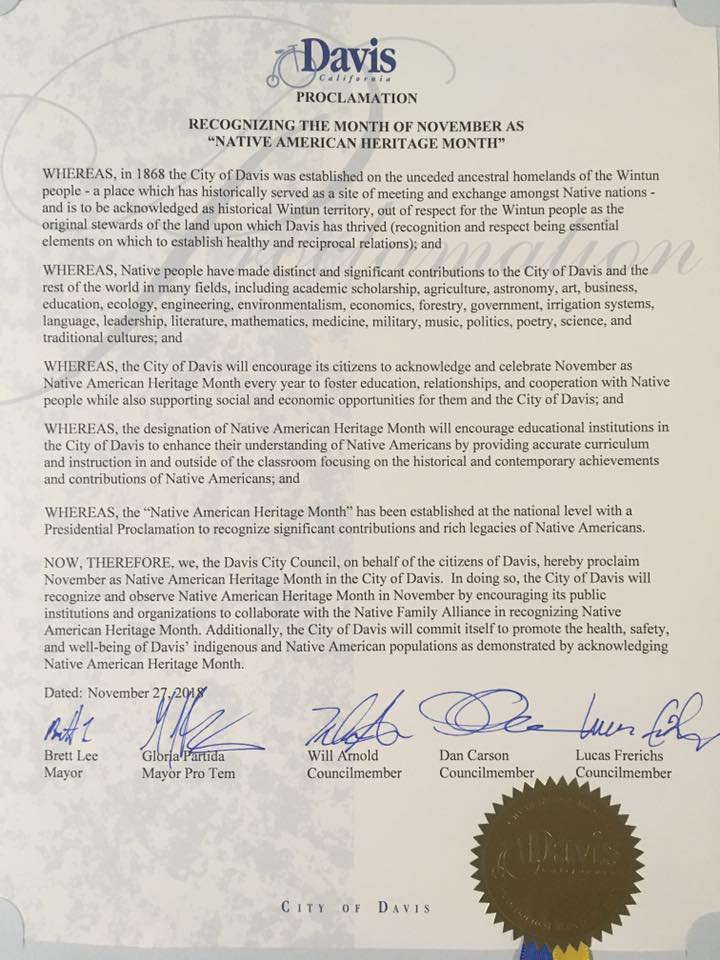 Davis
California
PROCLAMATION
RECOGNIZING THE MONTH OF NOVEMBER AS
“NATIVE AMERICAN HERITAGE MONTH”
WHEREAS, in 1868 the City of Davis was established on the unceded ancestral homelands of the Wintun
people - a place which has historically served as a site of meeting and exchange amongst Native nations -
and is to be acknowledged as historical Wintun territory, out of respect for the Wintun people as the
original stewards of the land upon which Davis has thrived (recognition and respect being essential
elements on which to establish healthy and reciprocal relations); and
WHEREAS, Native people have made distinct and significant contributions to the City of Davis and the
rest of the world in many fields, including academic scholarship, agriculture, astronomy, art, business,
education, ecology, engineering, environmentalism, economics, forestry, government, irrigation systems,
language, leadership, literature, mathematics, medicine, military, music, politics, poetry, science, and
traditional cultures; and
WHEREAS, the City of Davis will encourage its citizens to acknowledge and celebrate November as
Native American Heritage Month every year to foster education, relationships, and cooperation with Native
people while also supporting social and economic opportunities for them and the City of Davis; and
WHEREAS, the designation of Native American Heritage Month will encourage educational institutions in
the City of Davis to enhance their understanding of Native Americans by providing accurate curriculum
and instruction in and outside of the classroom focusing on the historical and contemporary achievements
and contributions of Native Americans; and
WHEREAS, the “Native American Heritage Month” has been established at the national level with a
Presidential Proclamation to recognize significant contributions and rich legacies of Native Americans.
NOW, THEREFORE, we, the Davis City Council, on behalf of the citizens of Davis, hereby proclaim
November as Native American Heritage Month in the City of Davis. In doing so, the City of Davis will
recognize and observe Native American Heritage Month in November by encouraging its public
institutions and organizations to collaborate with the Native Family Alliance in recognizing Native
American Heritage Month. Additionally, the City of Davis will commit itself to promote the health, safety,
and well-being of Davis’ indigenous and Native American populations as demonstrated by acknowledging
Native American Heritage Month.
Dated: November 27, 2018
Brett Lee Gloria Partida Will Arnold Dan Carson Lucas Frerichs
Mayor Mayor Pro Tem Councilmember Councilmember Councilmember
Davis
California
CITY OF DAVIS
Proclamation